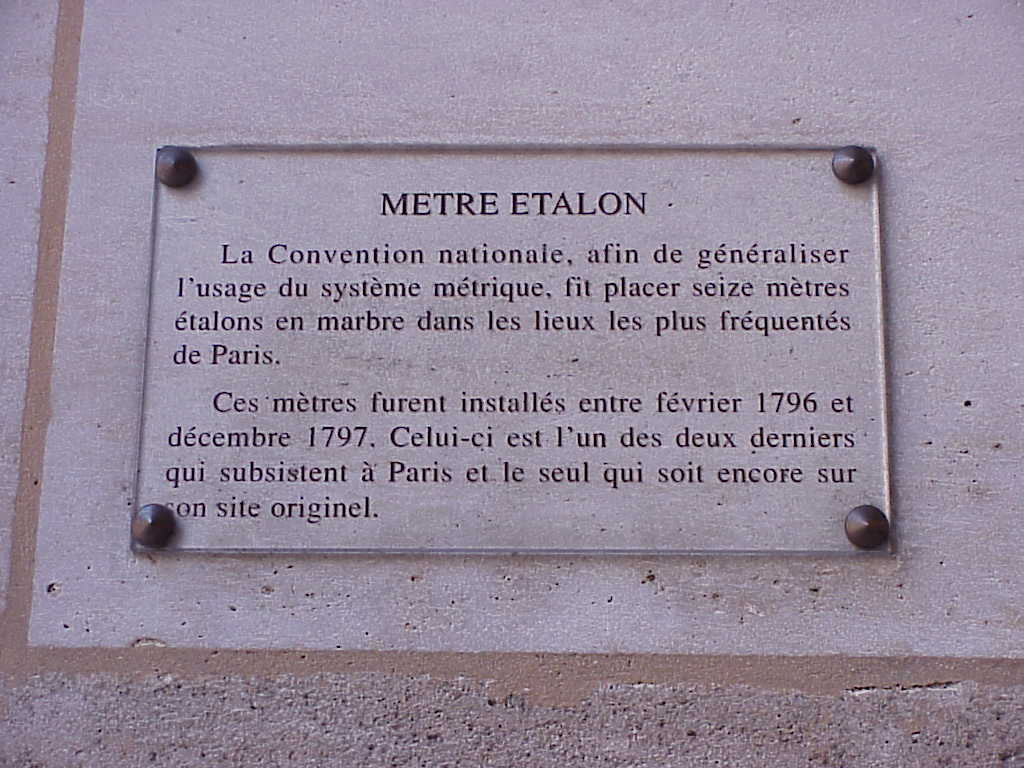 METRE ETALON
La Convention nationale, afin de généraliser
l'usage du système métrique, fit placer seize mètres
étalons en marbre dans les lieux les plus fréquentés
de Paris.
Ces mètres furent installés entre février 1796 et
décembre 1797. Celui-ci est l'un des deux derniers
qui subsistent à Paris et le seul qui soit encore sur
son site originel.